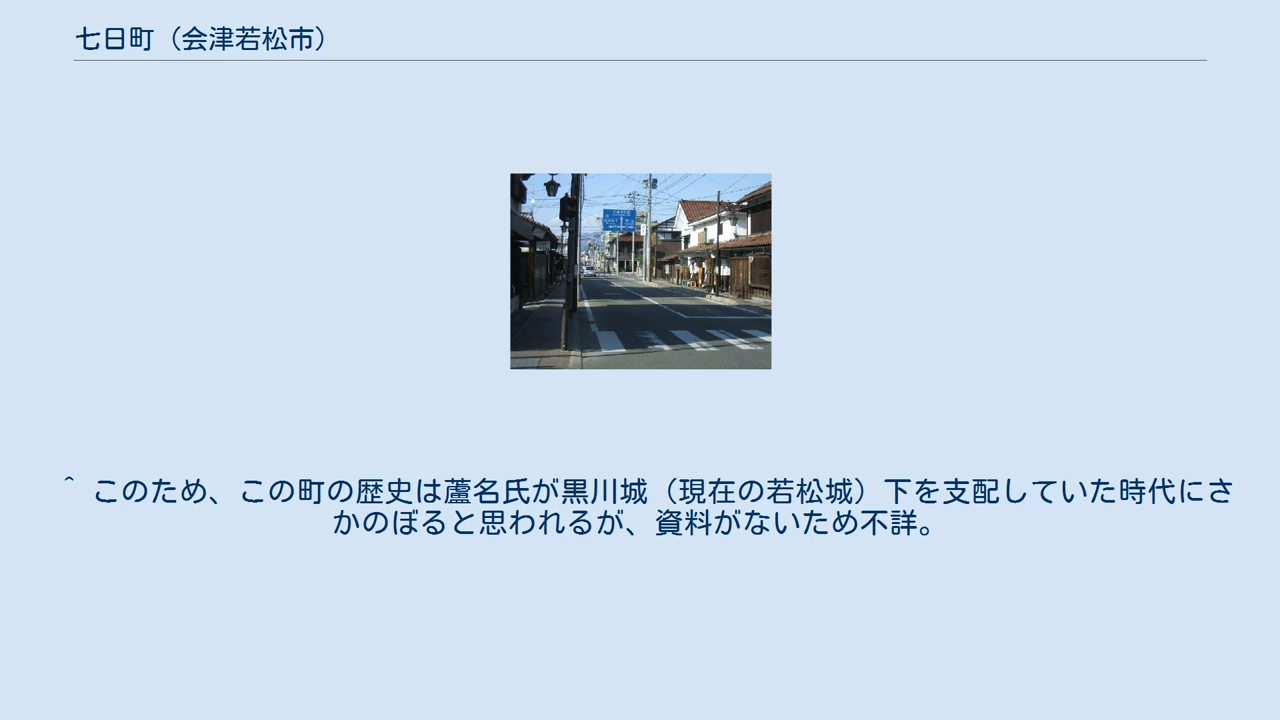 七日町（会津若松市）
^ このため、この町の歴史は蘆名氏が黒川城（現在の若松城）下を支配していた時代にさ
かのぼると思われるが、資料がないため不詳。